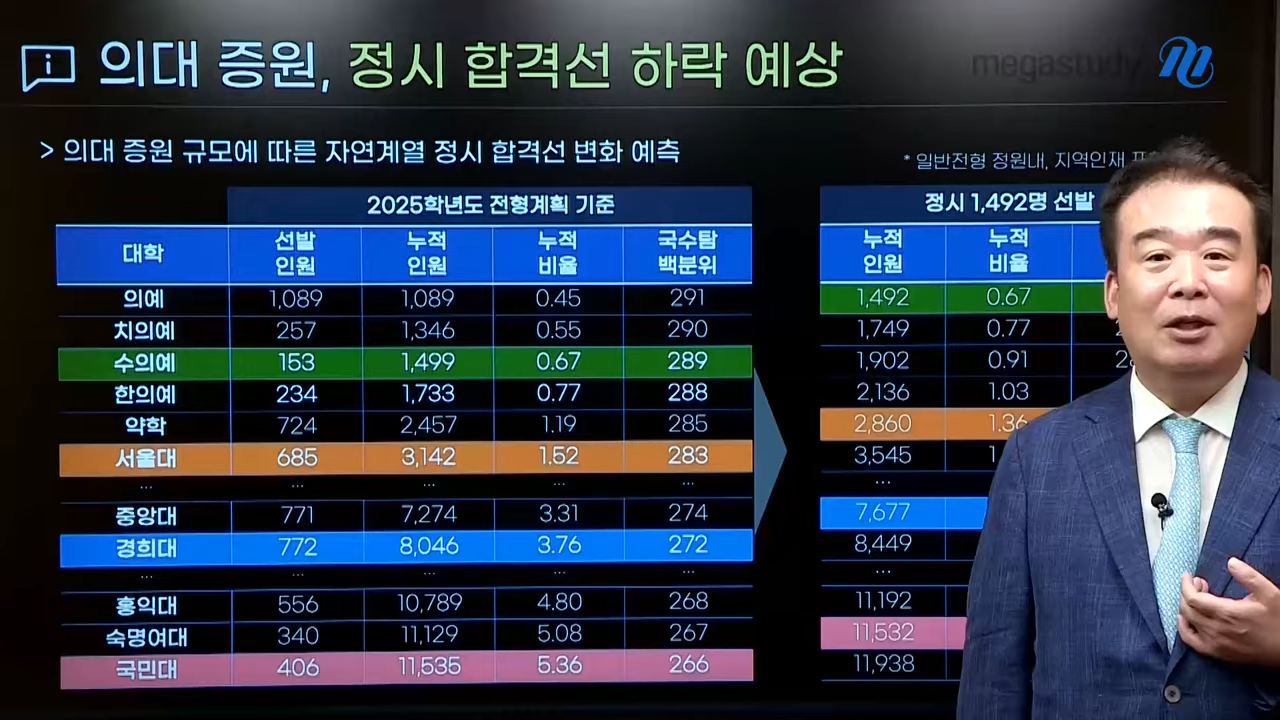 의대 증원, 정시 합격선 하락 예상
megastudy
> 의대 증원 규모에 따른 자연계열 정시 합격선 변화 예측
* 일반전형 정원내, 지역인재
2025학년도 전형계획 기준
대학 선발 인원 누적 인원 누적 비율 국수탐 백분위
의예 1,089 1,089 0.45 291
치의예 257 1,346 0.55 290
수의예 153 1,499 0.67 289
한의예 234 1,733 0.77 288
약학 724 2,457 1.19 285
서울대 685 3,142 1.52 283
... ... ... ... ...
중앙대 771 7,274 3.31 274
경희대 772 8,046 3.76 272
... ... ... ... ...
홍익대 556 10,789 4.80 268
숙명여대 340 11,129 5.08 267
국민대 406 11,535 5.36 266
정시 1,492명 선발
누적 인원 누적 비율
1,492 0.67
1,749 0.77
1,902 0.91
2,136 1.03
2,860 1.36
3,545
...
7,677
8,449
...
11,192
11,532
11,938